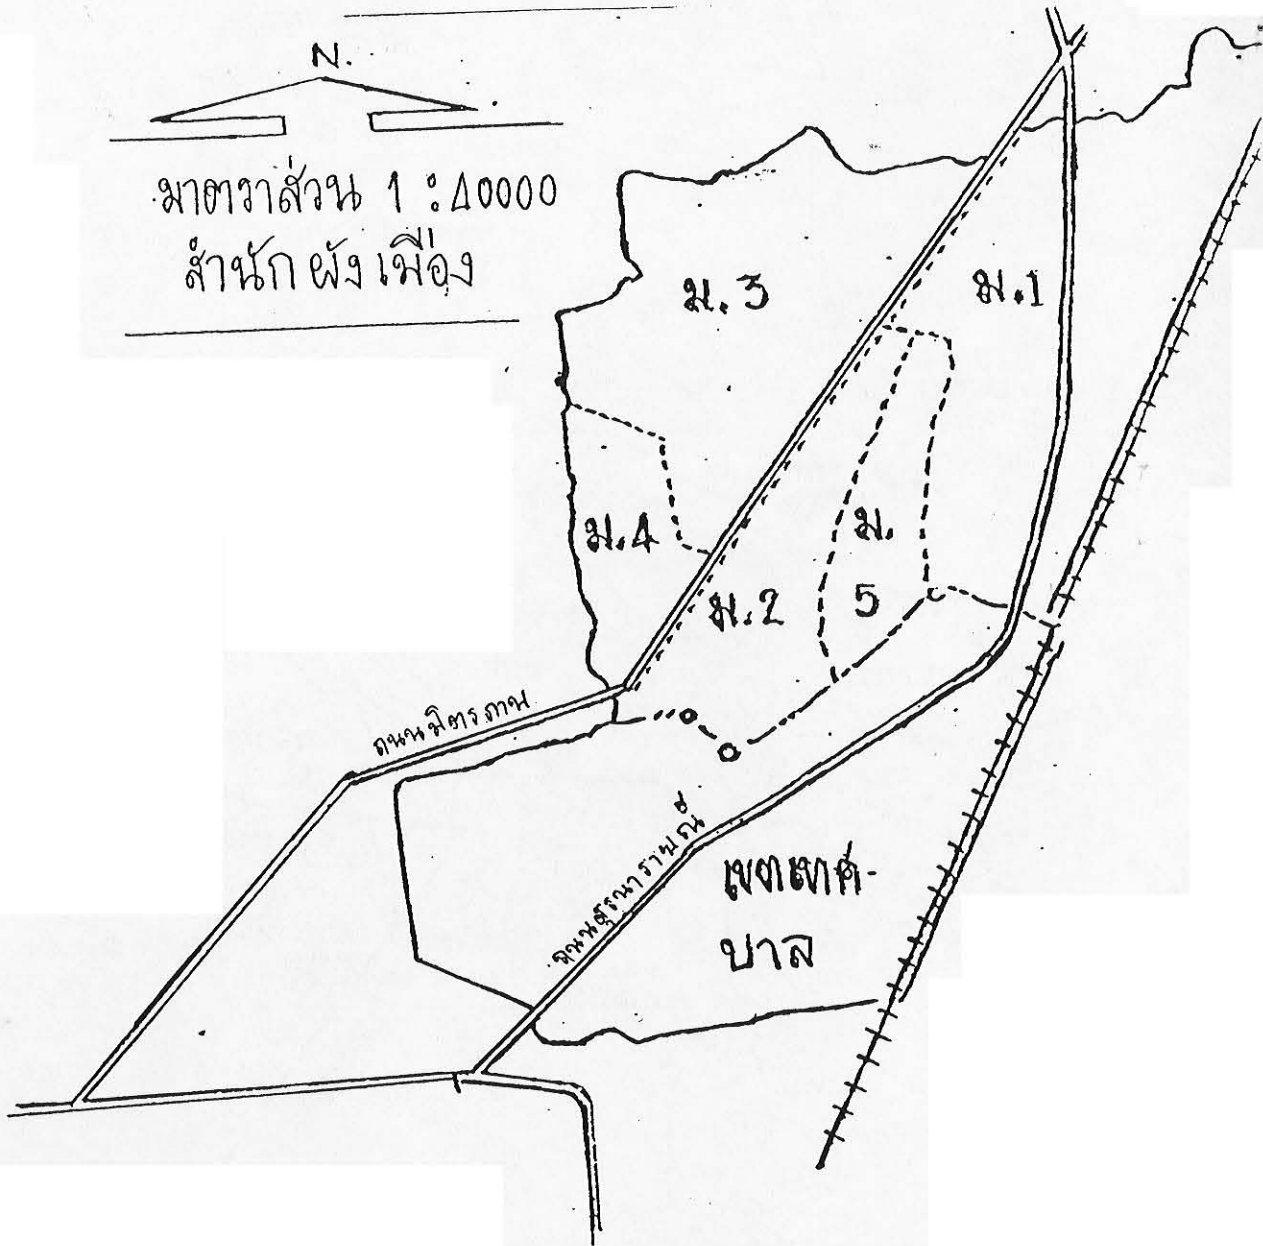 N.
มาตราส่วน 1 : 40000
สำนักผังเมือง
ม. 3
ม.1
ม.4
ม.
5
ม.2
ถนนมิตรภาพ
ถนนสุรนารายณ์
เขตเทศ-
บาล